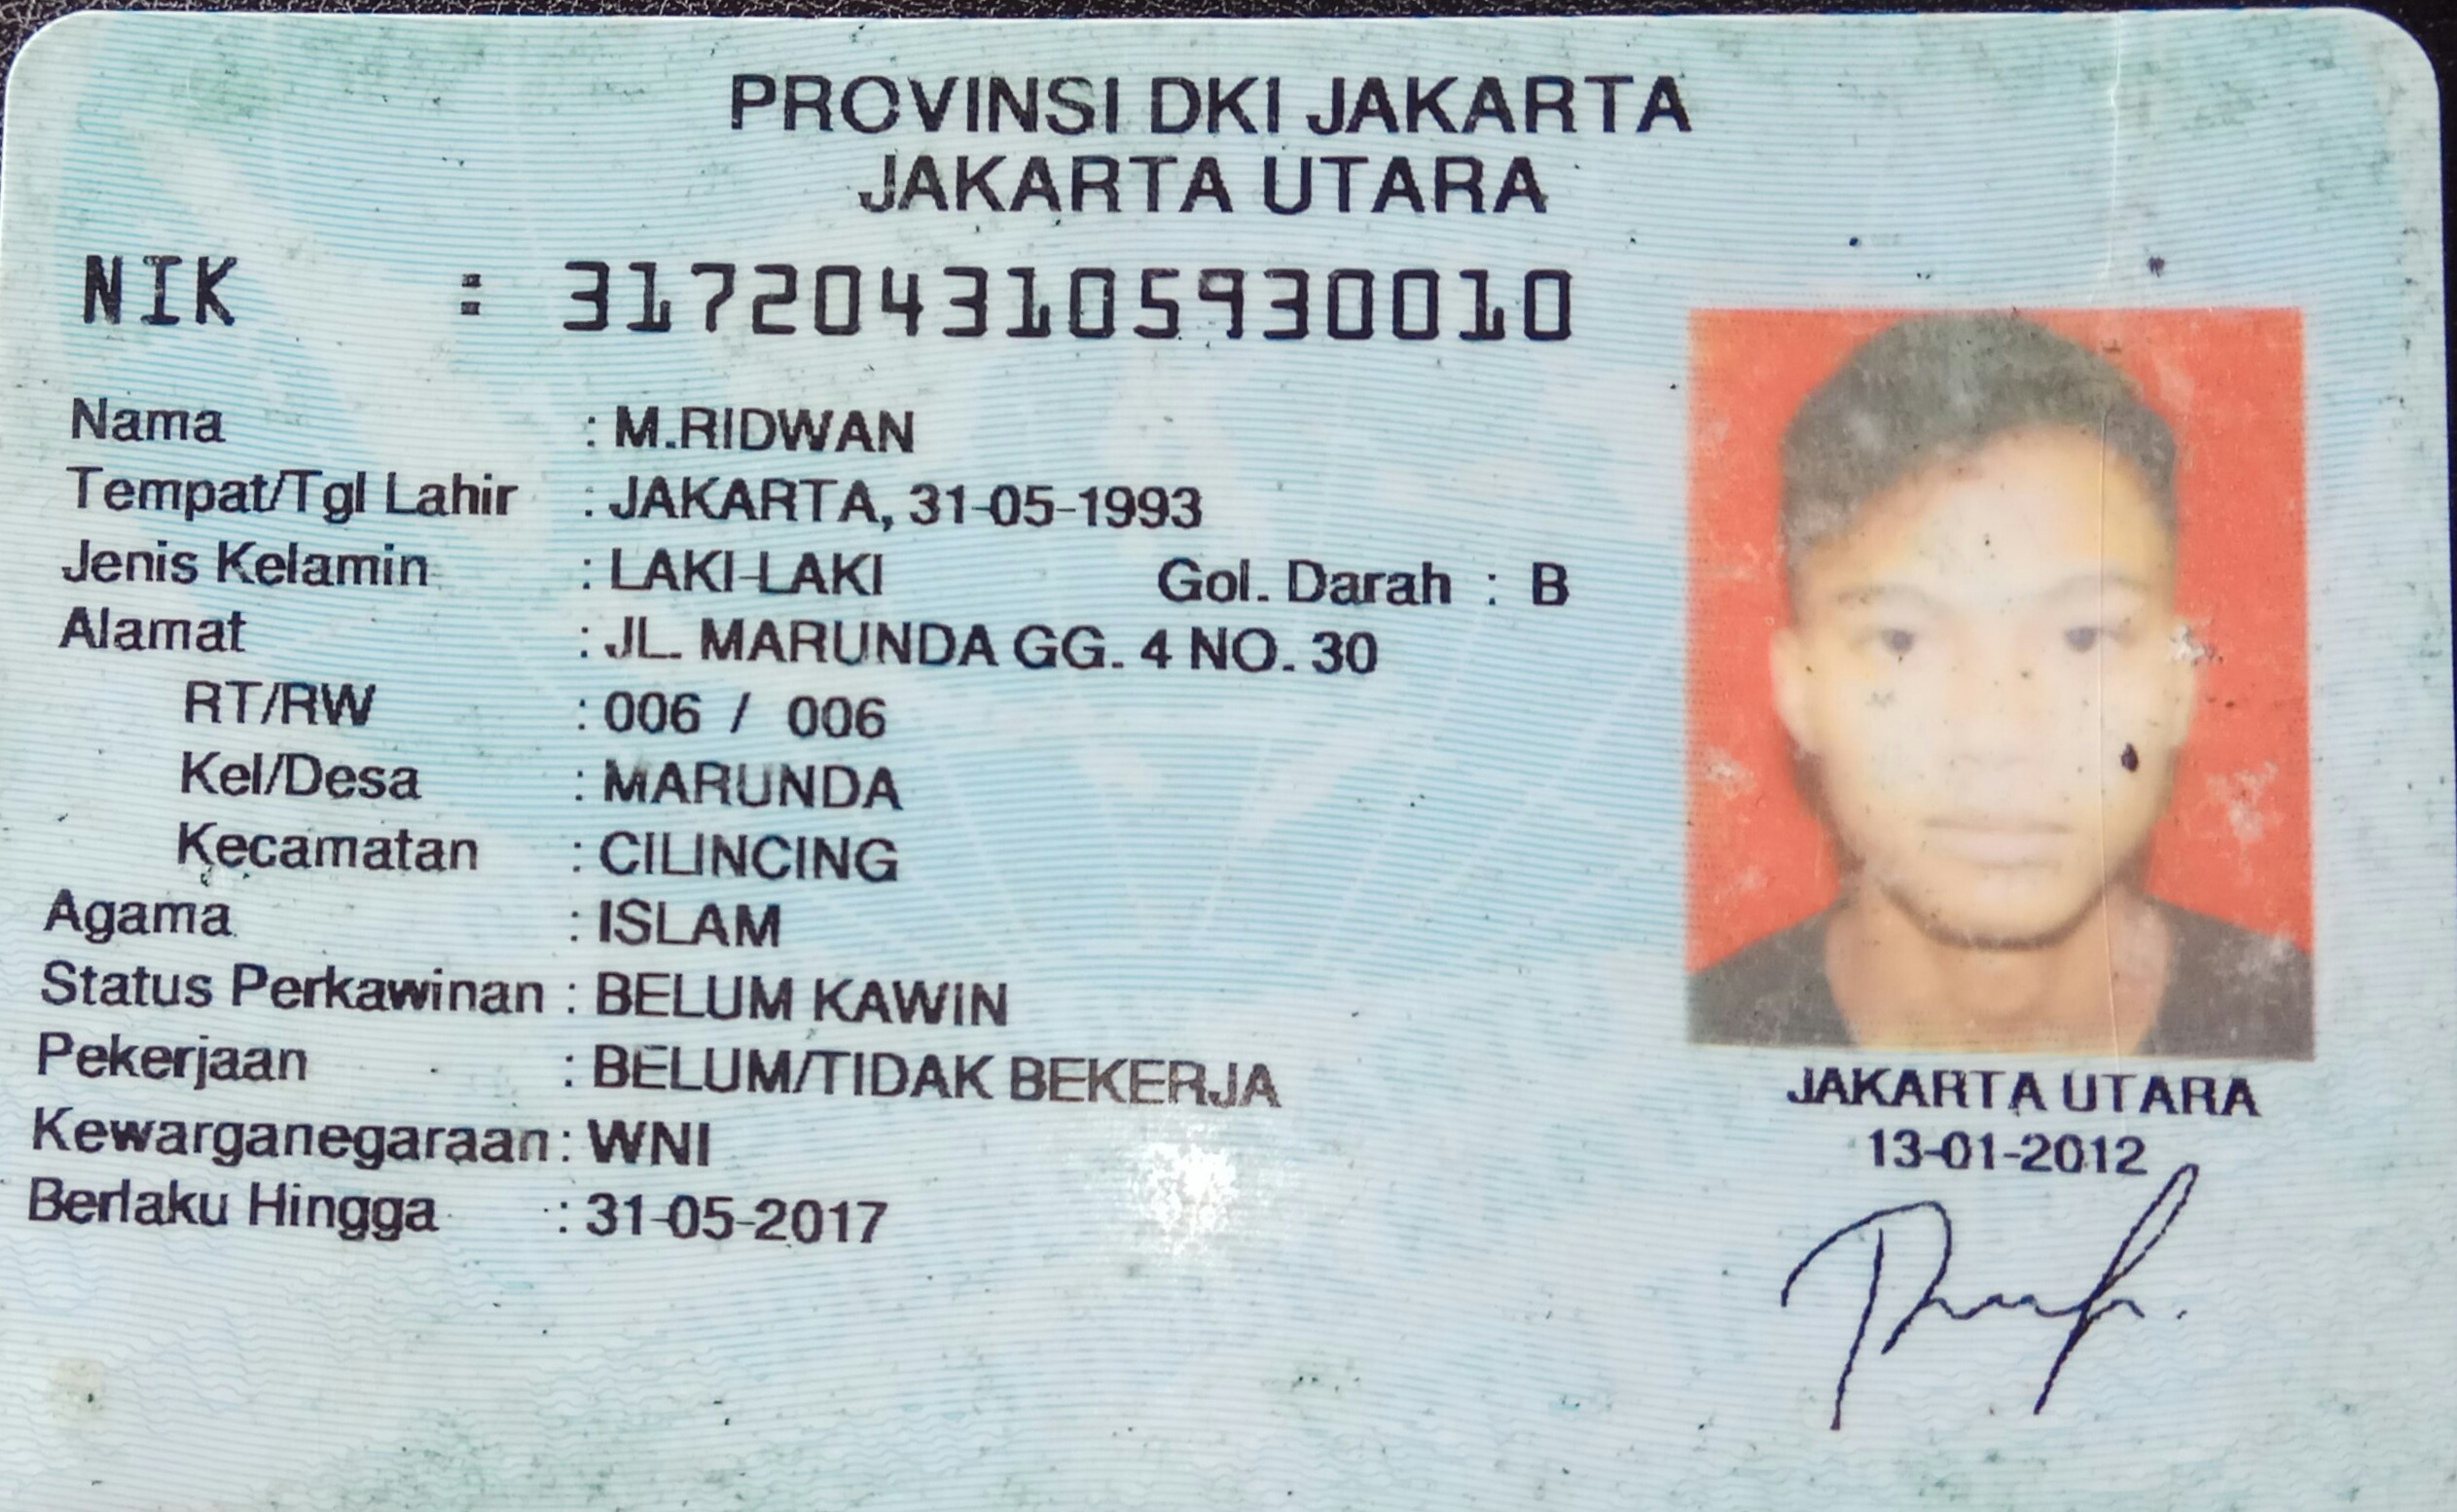 PROVINSI DKI JAKARTA
JAKARTA UTARA
NIK : 3172043105930010
Nama : M.RIDWAN
Tempat/Tgl Lahir : JAKARTA, 31-05-1993
Jenis Kelamin : LAKI-LAKI Gol. Darah : B
Alamat : JL. MARUNDA GG. 4 NO. 30
RT/RW : 006 / 006
Kel/Desa : MARUNDA
Kecamatan : CILINCING
Agama : ISLAM
Status Perkawinan : BELUM KAWIN
Pekerjaan : BELUM/TIDAK BEKERJA
Kewarganegaraan : WNI
Berlaku Hingga : 31-05-2017
JAKARTA UTARA
13-01-2012